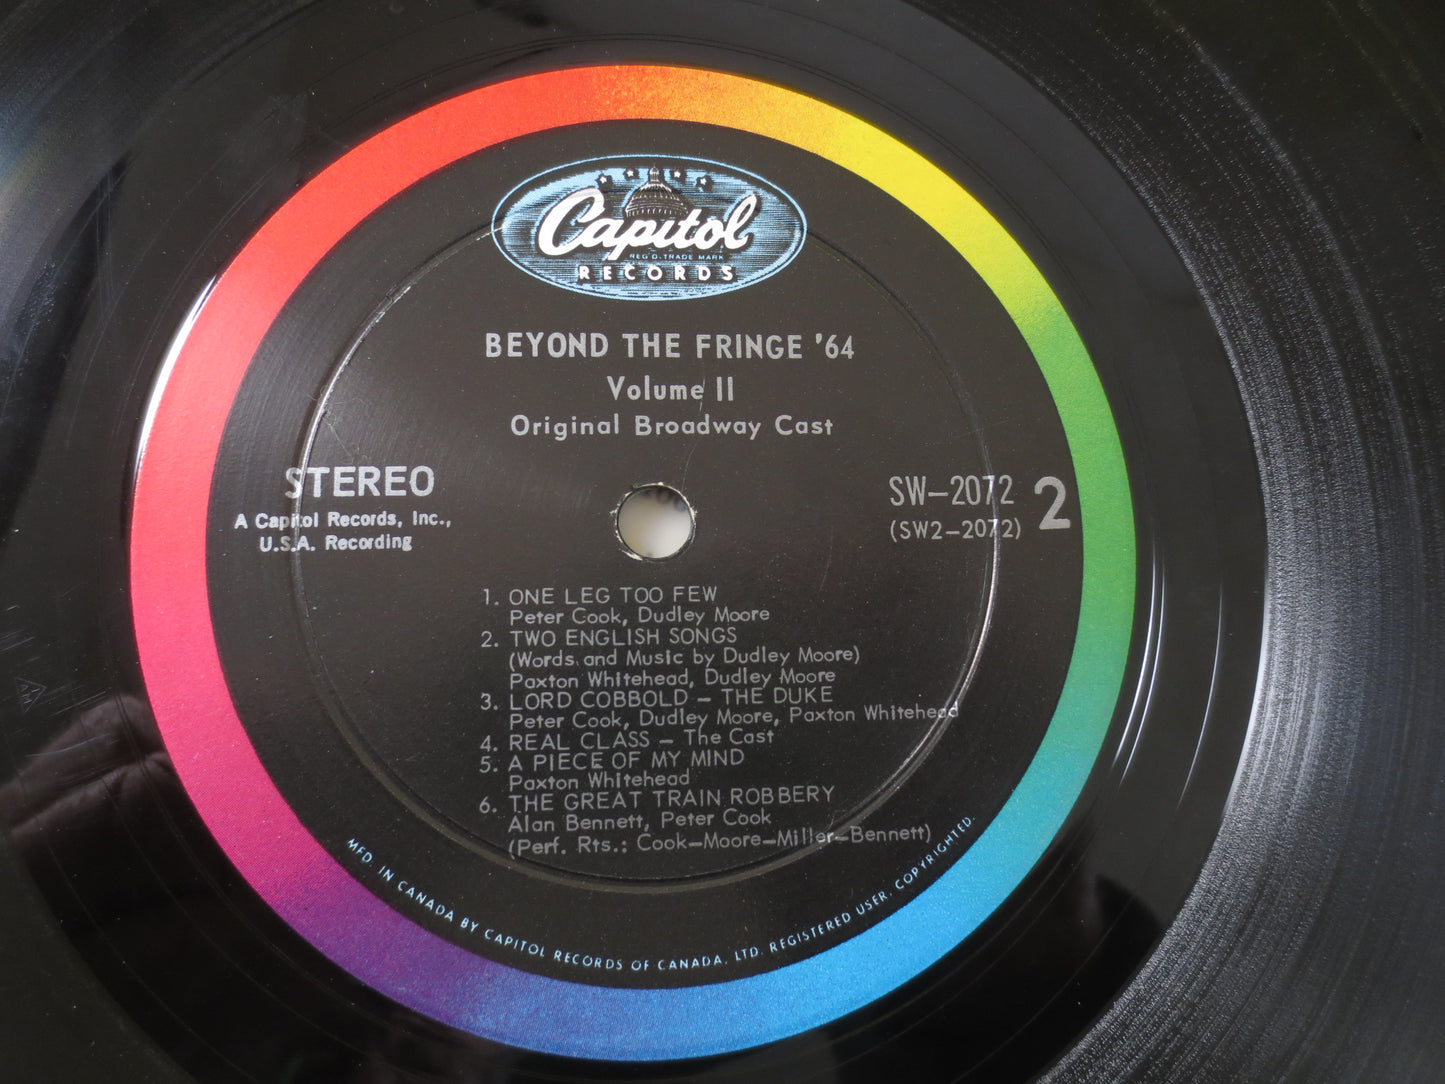 Capitol
REG'D. TRADE MARK
RECORDS
BEYOND THE FRINGE '64
Volume II
Original Broadway Cast
STEREO
A Capitol Records, Inc.,
U.S.A. Recording
SW–2072
(SW2–2072)
2
1. ONE LEG TOO FEW
Peter Cook, Dudley Moore
2. TWO ENGLISH SONGS
(Words and Music by Dudley Moore)
Paxton Whitehead, Dudley Moore
3. LORD COBBOLD – THE DUKE
Peter Cook, Dudley Moore, Paxton Whitehead
4. REAL CLASS – The Cast
5. A PIECE OF MY MIND
Paxton Whitehead
6. THE GREAT TRAIN ROBBERY
Alan Bennett, Peter Cook
(Perf. Rts.: Cook–Moore–Miller–Bennett)
MFD. IN CANADA BY CAPITOL RECORDS OF CANADA, LTD. REGISTERED USER. COPYRIGHTED.